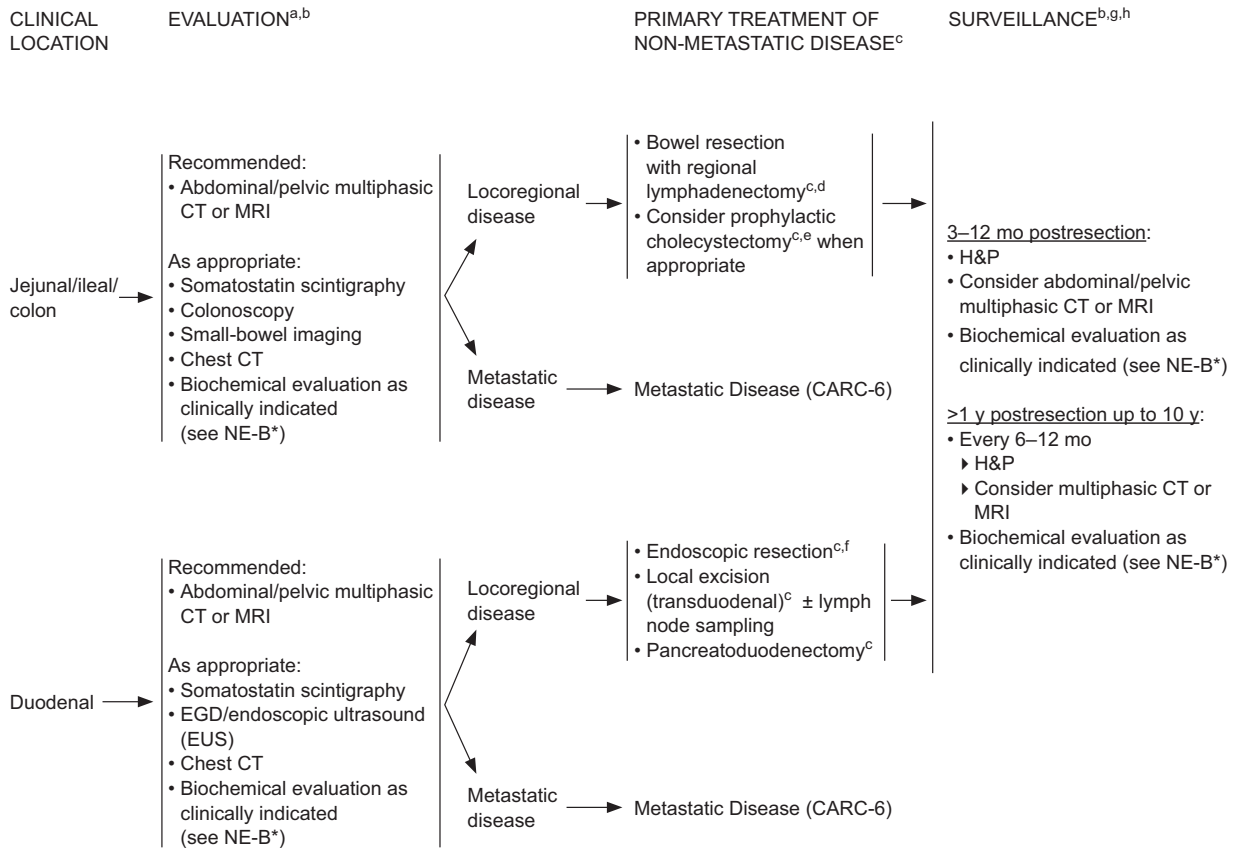 CLINICAL
LOCATION
EVALUATIONa,b
PRIMARY TREATMENT OF
NON-METASTATIC DISEASEc
SURVEILLANCEb,g,h
Jejunal/ileal/
colon
Recommended:
• Abdominal/pelvic multiphasic
CT or MRI
As appropriate:
• Somatostatin scintigraphy
• Colonoscopy
• Small-bowel imaging
• Chest CT
• Biochemical evaluation as
clinically indicated
(see NE-B*)
Locoregional
disease
• Bowel resection
with regional
lymphadenectomyc,d
• Consider prophylactic
cholecystectomyc,e when
appropriate
Metastatic
disease
Metastatic Disease (CARC-6)
Duodenal
Recommended:
• Abdominal/pelvic multiphasic
CT or MRI
As appropriate:
• Somatostatin scintigraphy
• EGD/endoscopic ultrasound
(EUS)
• Chest CT
• Biochemical evaluation as
clinically indicated
(see NE-B*)
Locoregional
disease
• Endoscopic resectionc,f
• Local excision
(transduodenal)c ± lymph
node sampling
• Pancreatoduodenectomyc
Metastatic
disease
Metastatic Disease (CARC-6)
3–12 mo postresection:
• H&P
• Consider abdominal/pelvic
multiphasic CT or MRI
• Biochemical evaluation as
clinically indicated (see NE-B*)
>1 y postresection up to 10 y:
• Every 6–12 mo
H&P
Consider multiphasic CT or
MRI
• Biochemical evaluation as
clinically indicated (see NE-B*)